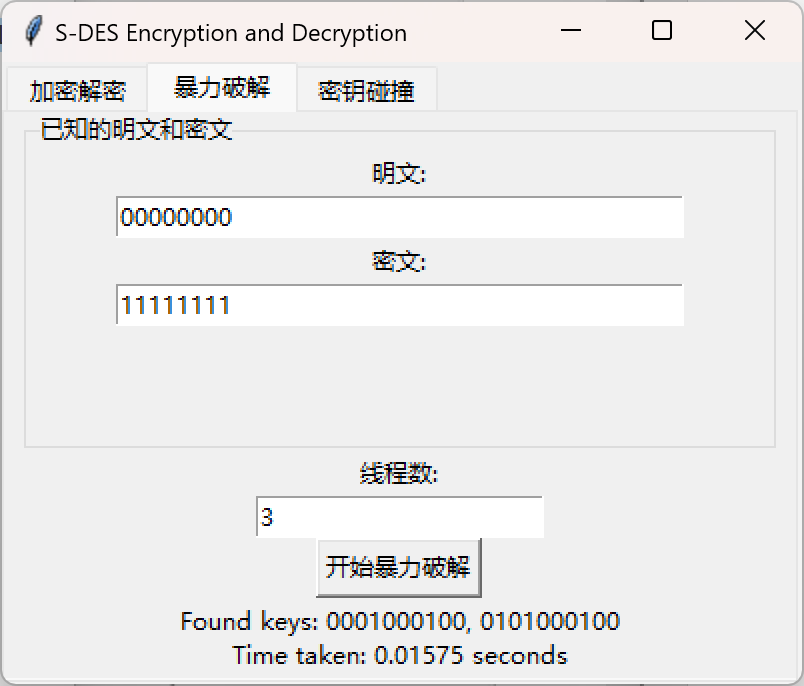 S-DES Encryption and Decryption
加密解密 暴力破解 密钥碰撞
已知的明文和密文
明文:
00000000
密文:
11111111
线程数:
3
开始暴力破解
Found keys: 0001000100, 0101000100
Time taken: 0.01575 seconds